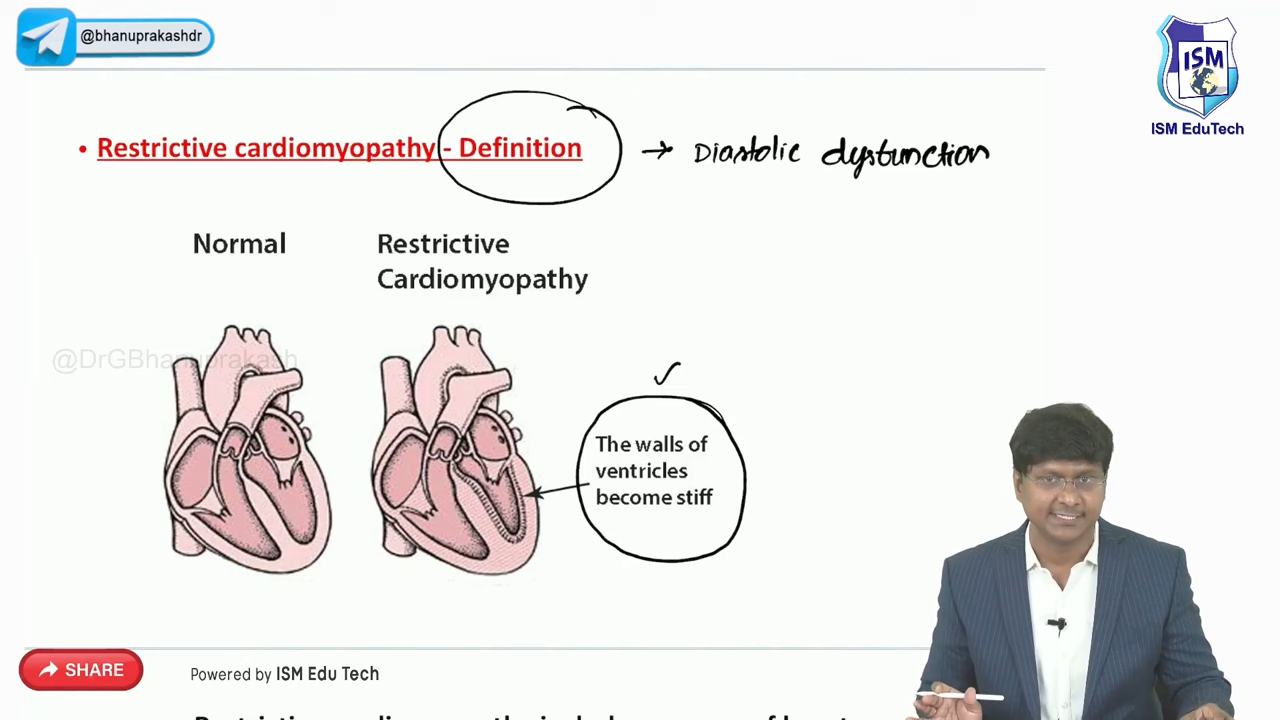 @bhanuprakashdr
ISM
ISM EduTech
• Restrictive cardiomyopathy - Definition → Diastolic dysfunction
Normal
Restrictive
Cardiomyopathy
@DrGBhanuprakash
The walls of
ventricles
become stiff
SHARE
Powered by ISM Edu Tech